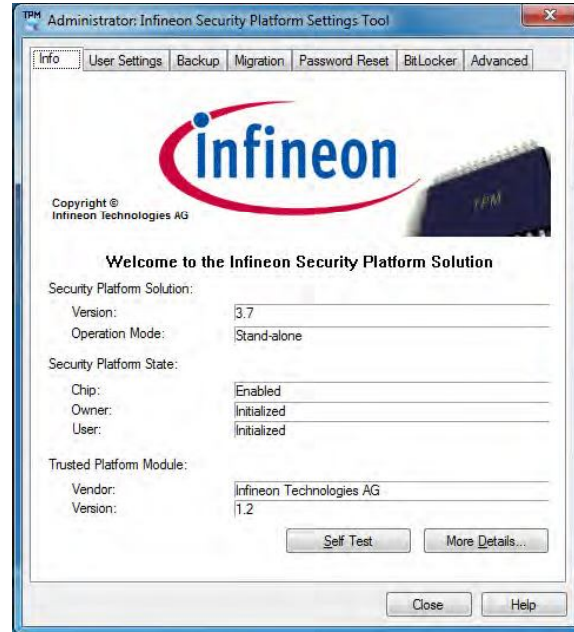 TPM
Administrator: Infineon Security Platform Settings Tool
Info User Settings Backup Migration Password Reset BitLocker Advanced
infineon
TPM
Copyright ©
Infineon Technologies AG
Welcome to the Infineon Security Platform Solution
Security Platform Solution:
Version: 3.7
Operation Mode: Stand-alone
Security Platform State:
Chip: Enabled
Owner: Initialized
User: Initialized
Trusted Platform Module:
Vendor: Infineon Technologies AG
Version: 1.2
Self Test More Details...
Close Help